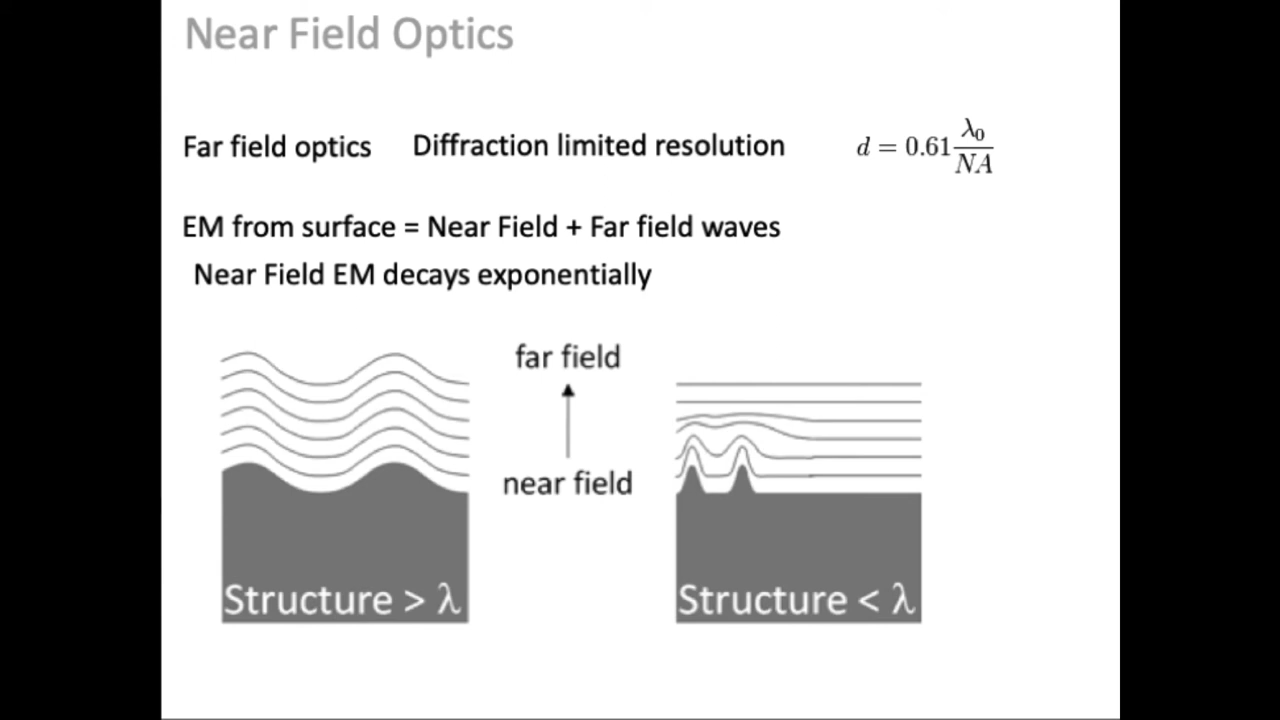 Near Field Optics
Far field optics Diffraction limited resolution d = 0.61 λ0/NA
EM from surface = Near Field + Far field waves
Near Field EM decays exponentially
far field
near field
Structure > λ
Structure < λ